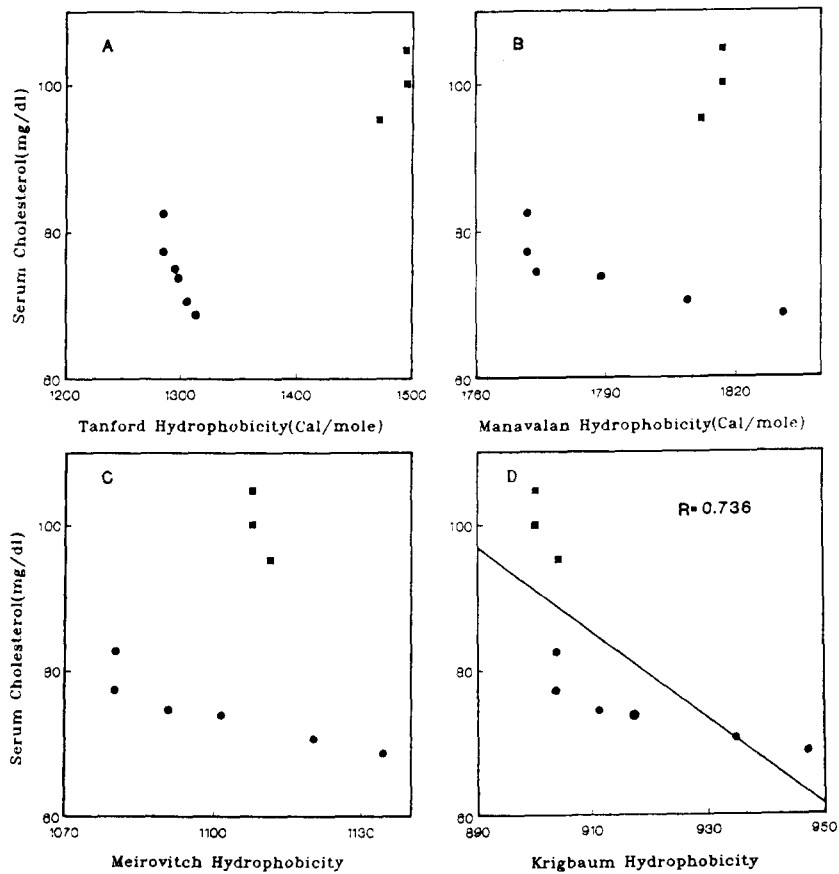 A
B
Serum Cholesterol(mg/dl)
100
100
80
80
60
60
1200
1300
1400
1500
1760
1790
1820
Tanford Hydrophobicity(Cal/mole)
Manavalan Hydrophobicity(Cal/mole)
C
D
R= 0.736
Serum Cholesterol(mg/dl)
100
100
80
80
60
60
1070
1100
1130
890
910
930
950
Meirovitch Hydrophobicity
Krigbaum Hydrophobicity